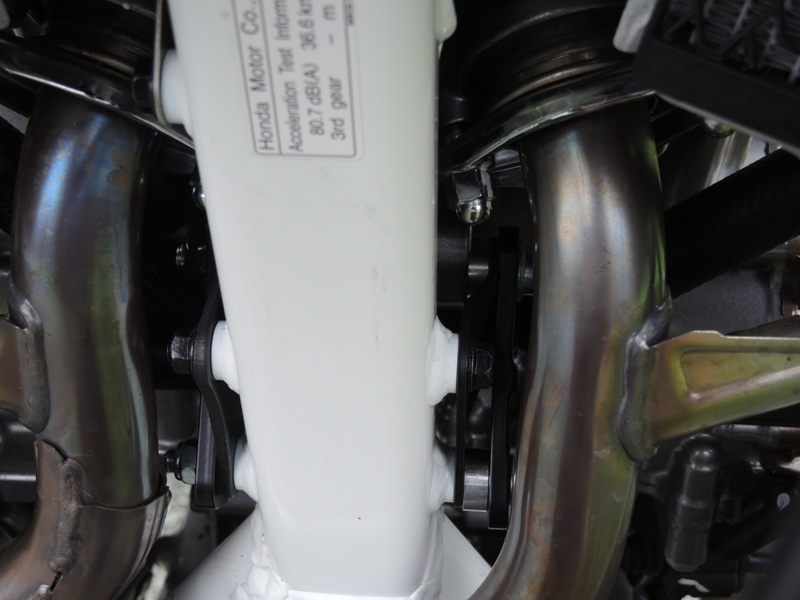 Honda Motor Co.,
Acceleration Test Inform
80.7 dB(A) 36.6 km
3rd gear – m